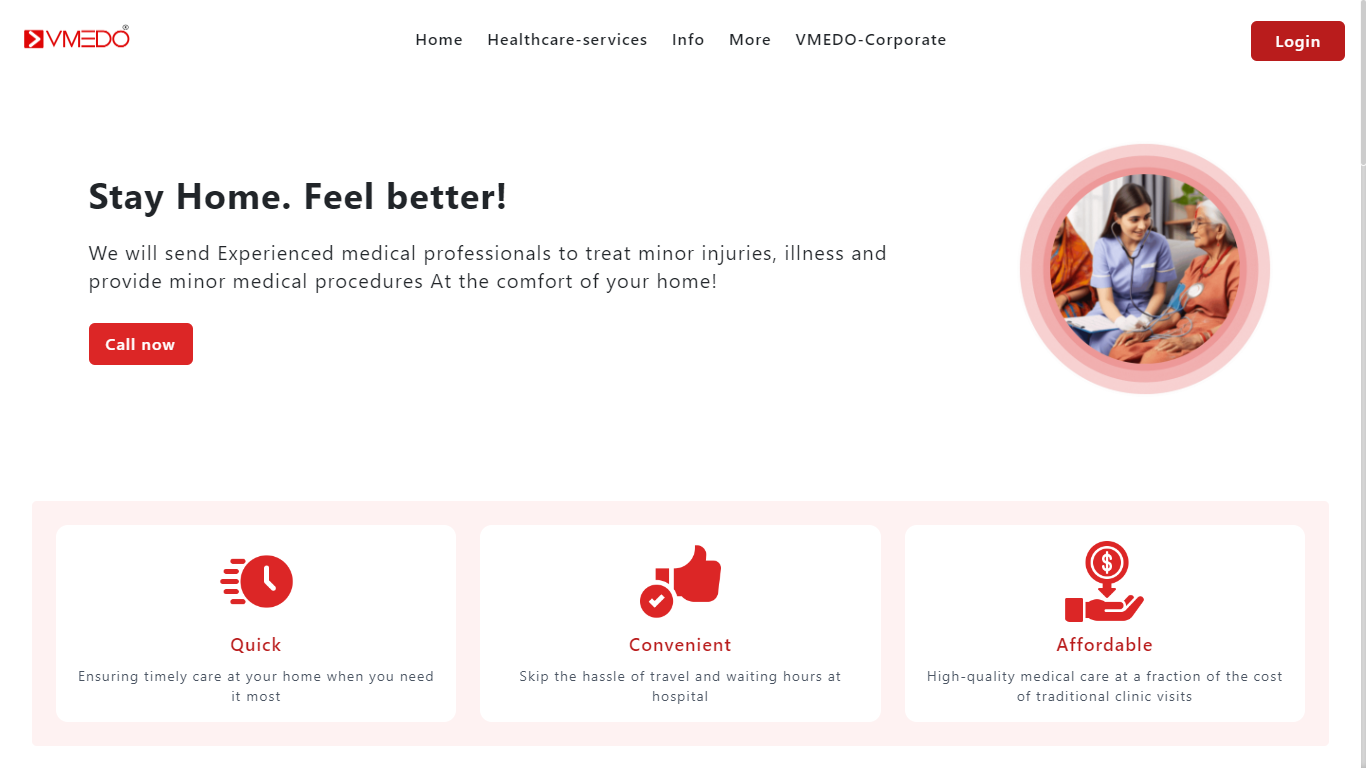 VMEDO®
Home Healthcare-services Info More VMEDO-Corporate
Login
Stay Home. Feel better!
We will send Experienced medical professionals to treat minor injuries, illness and
provide minor medical procedures At the comfort of your home!
Call now
$
Quick
Ensuring timely care at your home when you need
it most
Convenient
Skip the hassle of travel and waiting hours at
hospital
Affordable
High-quality medical care at a fraction of the cost
of traditional clinic visits